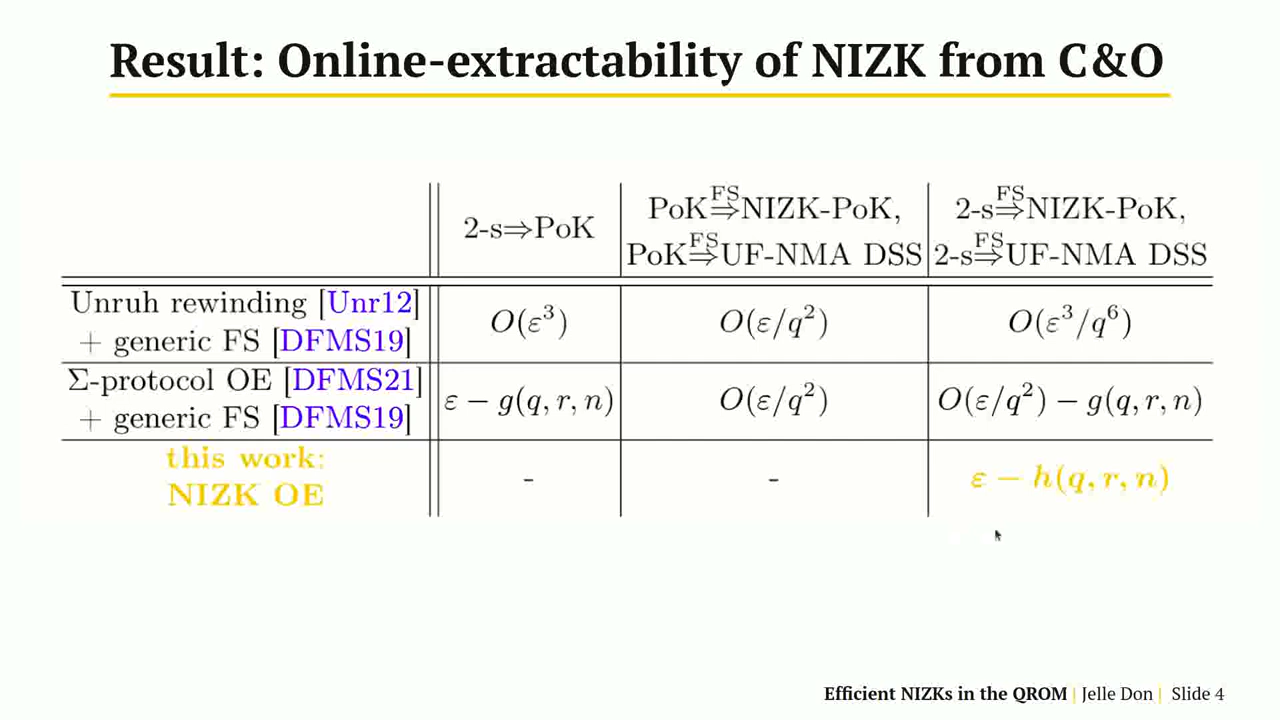 Result: Online-extractability of NIZK from C&O
2-s⇒PoK
PoK FS⇒ NIZK-PoK,
PoK FS⇒ UF-NMA DSS
2-s FS⇒ NIZK-PoK,
2-s FS⇒ UF-NMA DSS
Unruh rewinding [Unr12]
+ generic FS [DFMS19]
O(ε³)
O(ε/q²)
O(ε³/q⁶)
Σ-protocol OE [DFMS21]
+ generic FS [DFMS19]
ε − g(q, r, n)
O(ε/q²)
O(ε/q²) − g(q, r, n)
this work:
NIZK OE
-
-
ε − h(q, r, n)
Efficient NIZKs in the QROM | Jelle Don | Slide 4